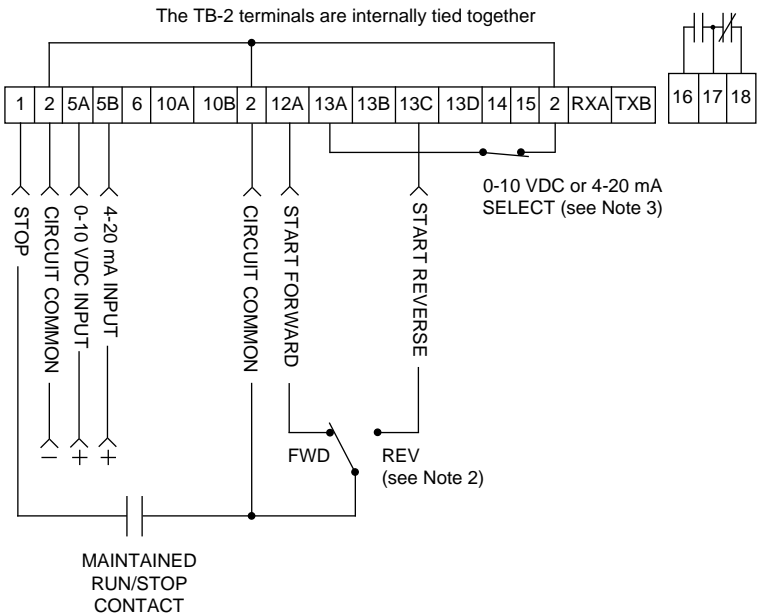 The TB-2 terminals are internally tied together
1 2 5A 5B 6 10A 10B 2 12A 13A 13B 13C 13D 14 15 2 RXA TXB
16 17 18
0-10 VDC or 4-20 mA
SELECT (see Note 3)
STOP
CIRCUIT COMMON
0-10 VDC INPUT
4-20 mA INPUT
CIRCUIT COMMON
START FORWARD
START REVERSE
− + +
FWD
REV
(see Note 2)
MAINTAINED
RUN/STOP
CONTACT